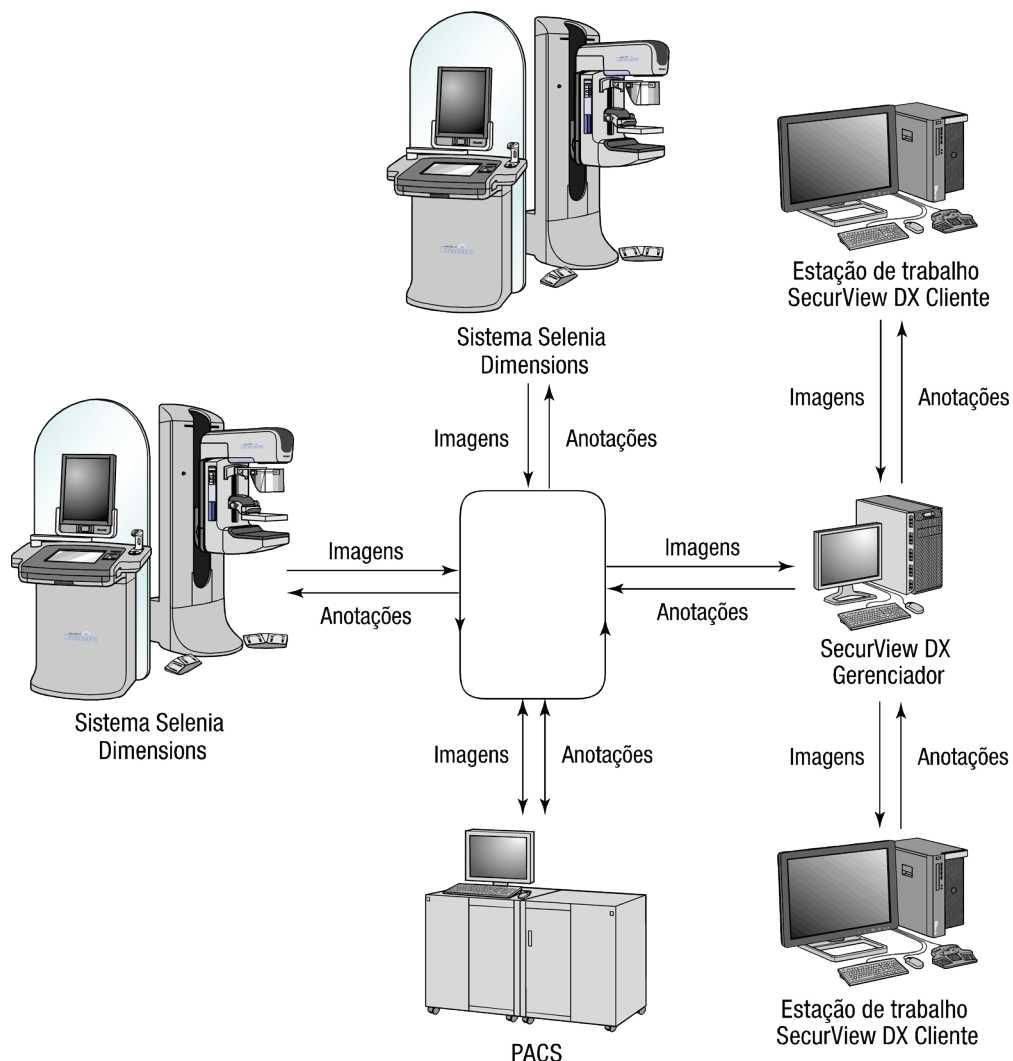 Estação de trabalho
SecurView DX Cliente
Sistema Selenia
Dimensions
Imagens
Anotações
Imagens
Anotações
Imagens
Anotações
Imagens
Anotações
SecurView DX
Gerenciador
Sistema Selenia
Dimensions
Imagens
Anotações
Imagens
Anotações
Estação de trabalho
SecurView DX Cliente
PACS